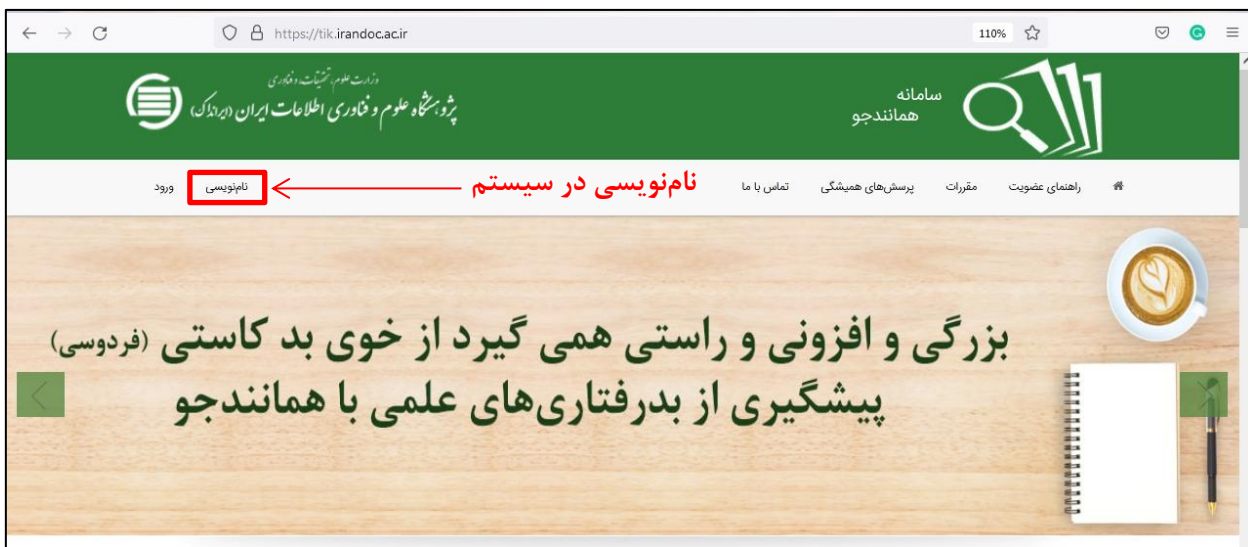 https://tik.irandoc.ac.ir
110%
سامانه
همانندجو
وزارت علوم، تحقیقات، و فناوری
پژوهشگاه علوم و فناوری اطلاعات ایران (ایرانداک)
راهنمای عضویت
مقررات
پرسش‌های همیشگی
تماس با ما
نام‌نویسی در سیستم
نام‌نویسی
ورود
بزرگی و افزونی و راستی همی گیرد از خوی بد کاستی (فردوسی)
پیشگیری از بدرفتاری‌های علمی با همانندجو